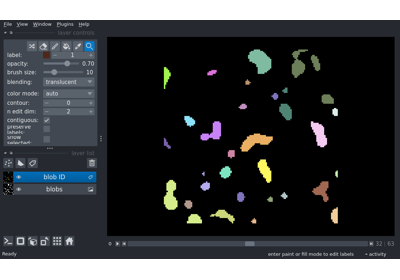 File View Window Plugins Help
layer controls
label: 1
opacity: 0.70
brush size: 10
blending: translucent
color mode: auto
contour: 0
n edit dim: 2
contiguous:
preserve labels:
show selected:
layer list
blob ID
blobs
0 32 63
Ready enter paint or fill mode to edit labels activity